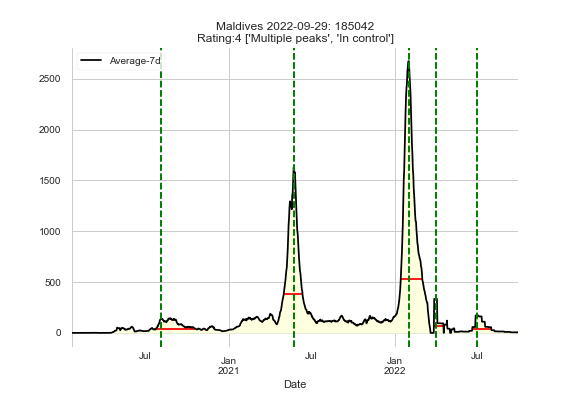 Maldives 2022-09-29: 185042
Rating:4 ['Multiple peaks', 'In control']
Average-7d
2500
2000
1500
1000
500
0
Jul
Jan
2021
Jul
Jan
2022
Jul
Date